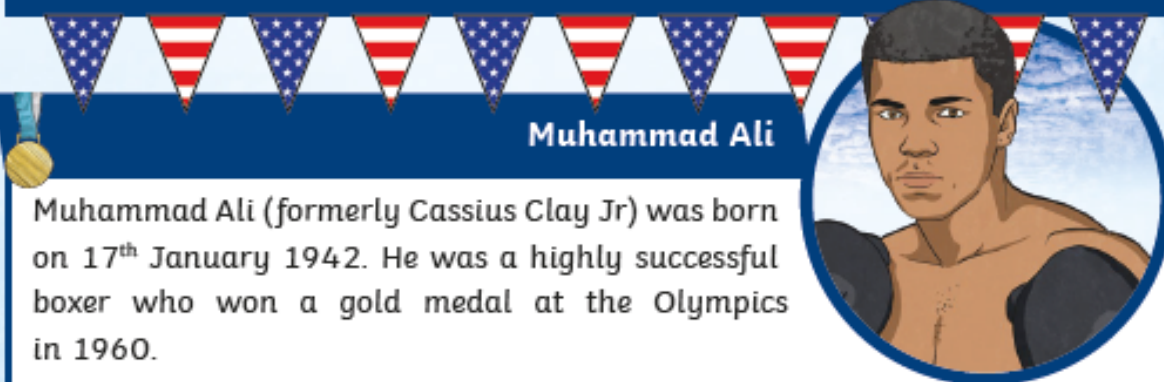 Muhammad Ali
Muhammad Ali (formerly Cassius Clay Jr) was born
on 17th January 1942. He was a highly successful
boxer who won a gold medal at the Olympics
in 1960.